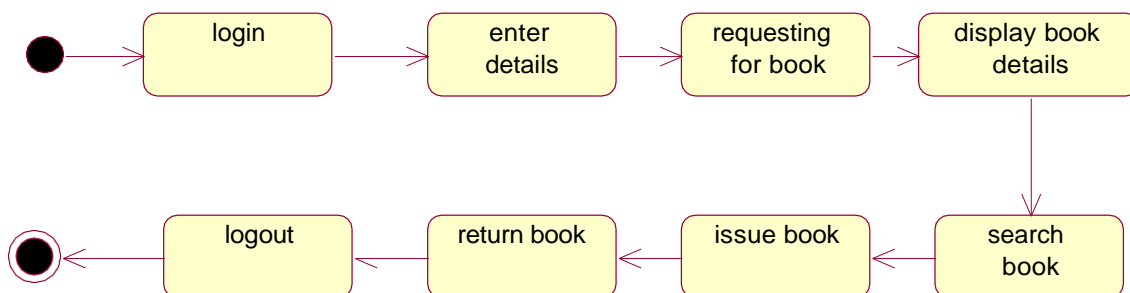 login
enter
details
requesting
for book
display book
details
search
book
issue book
return book
logout